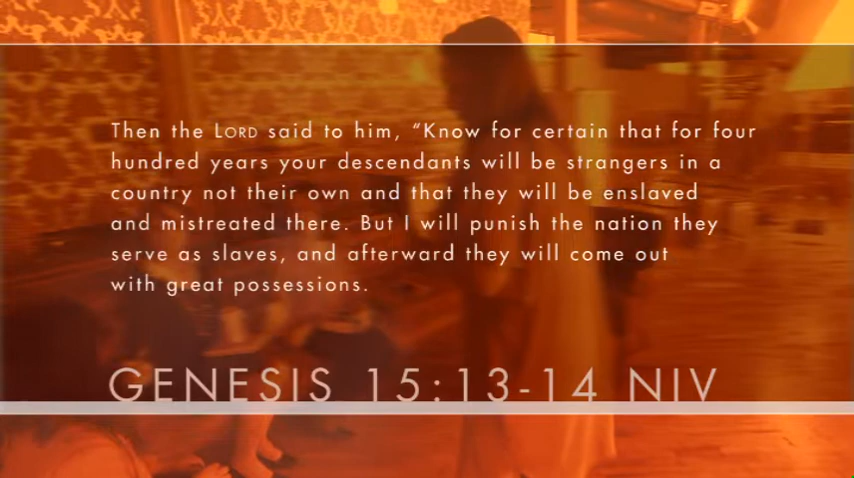 Then the LORD said to him, “Know for certain that for four
hundred years your descendants will be strangers in a
country not their own and that they will be enslaved
and mistreated there. But I will punish the nation they
serve as slaves, and afterward they will come out
with great possessions.
GENESIS 15:13-14 NIV